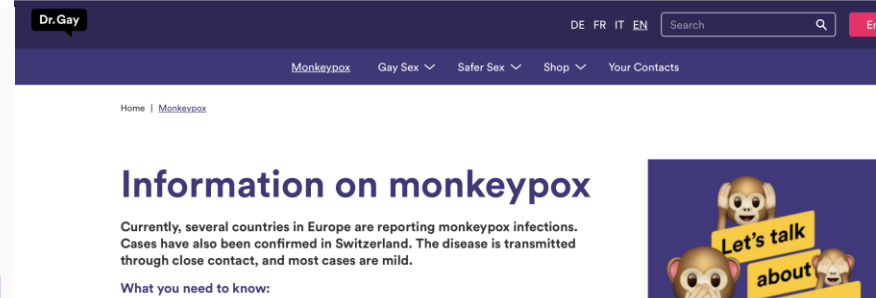 Dr.Gay
DE FR IT EN Search
Monkeypox Gay Sex Safer Sex Shop Your Contacts
Home | Monkeypox
Information on monkeypox
Currently, several countries in Europe are reporting monkeypox infections.
Cases have also been confirmed in Switzerland. The disease is transmitted
through close contact, and most cases are mild.
What you need to know:
Let's talk
about